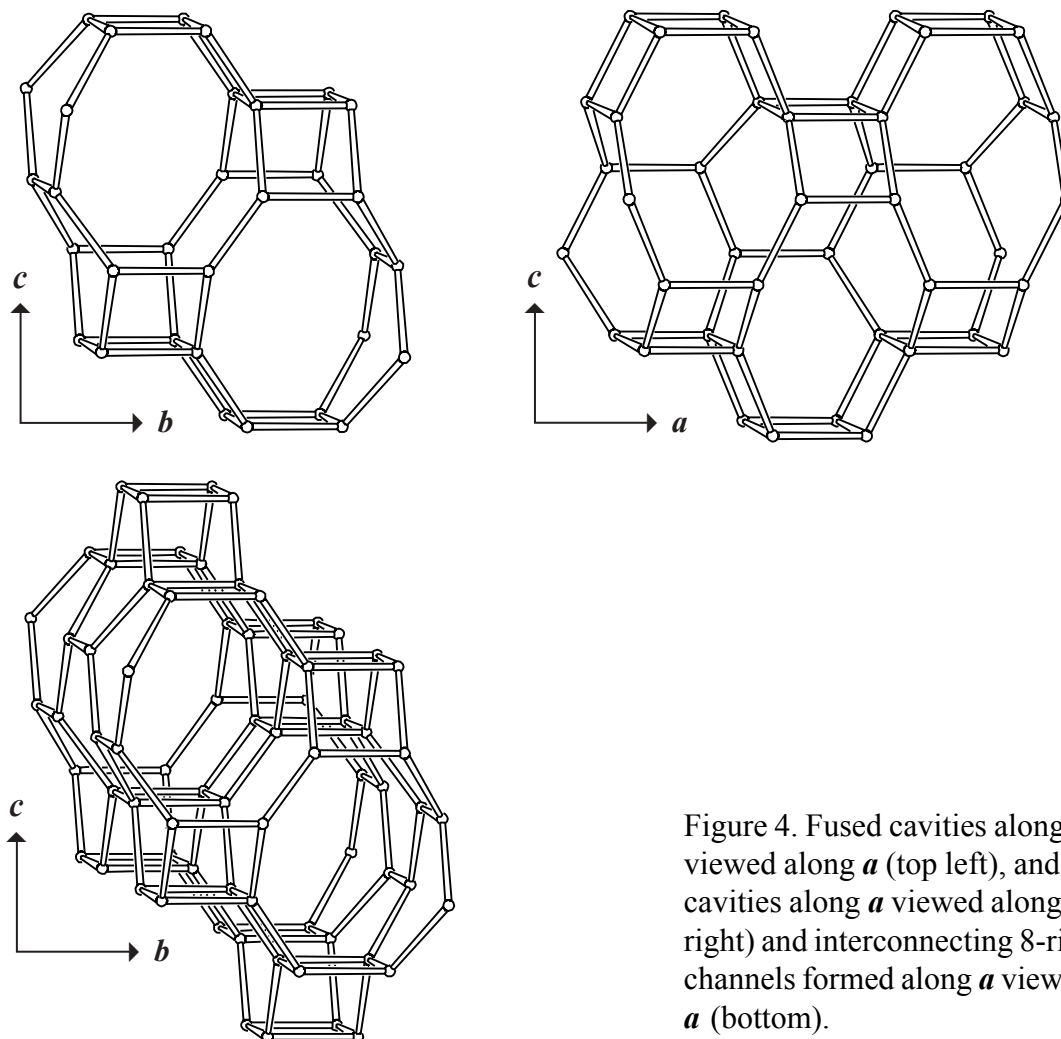 c
b
c
a
c
b
Figure 4. Fused cavities along
viewed along a (top left), and
cavities along a viewed along
right) and interconnecting 8-ri
channels formed along a view
a (bottom).